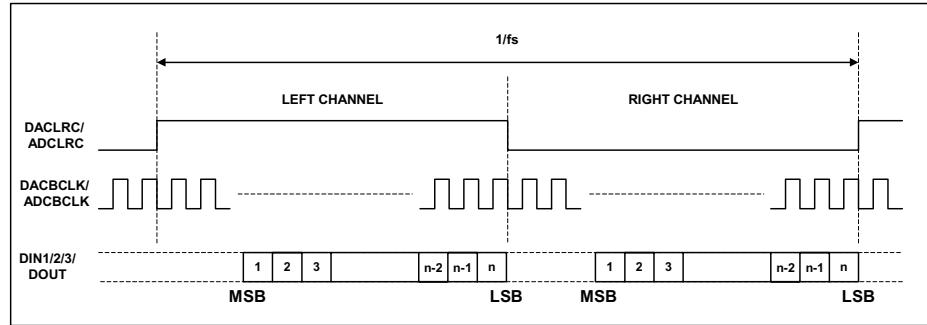 1/fs
LEFT CHANNEL
RIGHT CHANNEL
DACLRC/
ADCLRC
DACBCLK/
ADCBCLK
DIN1/2/3/
DOUT
1 2 3 n-2 n-1 n 1 2 3 n-2 n-1 n
MSB LSB MSB LSB